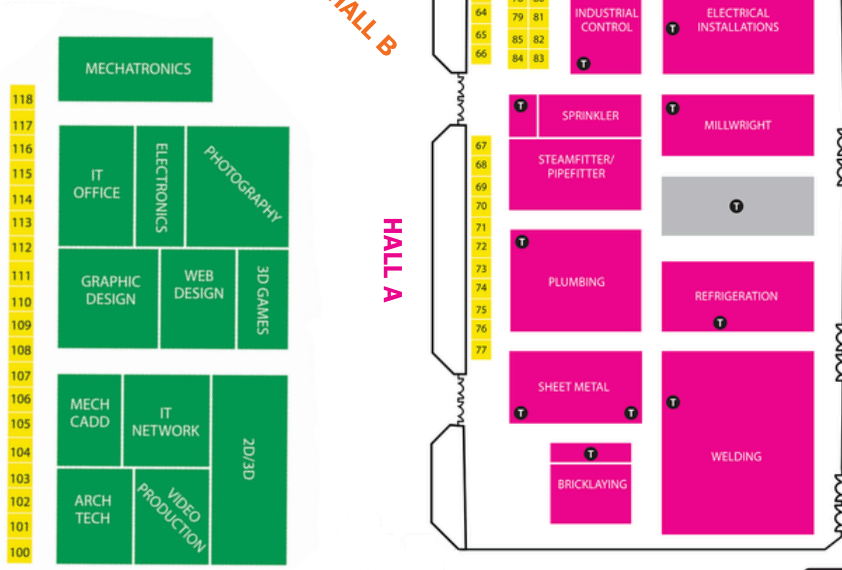 HALL B
MECHATRONICS
118
117
116
115
114
113
112
111
110
109
108
107
106
105
104
103
102
101
100
IT
OFFICE
ELECTRONICS
PHOTOGRAPHY
GRAPHIC
DESIGN
WEB
DESIGN
3D GAMES
MECH
CADD
IT
NETWORK
2D/3D
ARCH
TECH
VIDEO
PRODUCTION
HALL A
64
65
66
79 81
85 82
84 83
67
68
69
70
71
72
73
74
75
76
77
INDUSTRIAL
CONTROL
T
ELECTRICAL
INSTALLATIONS
T
T
SPRINKLER
T
MILLWRIGHT
STEAMFITTER/
PIPEFITTER
T
T
PLUMBING
REFRIGERATION
T
SHEET METAL
T
T
T
WELDING
T
BRICKLAYING